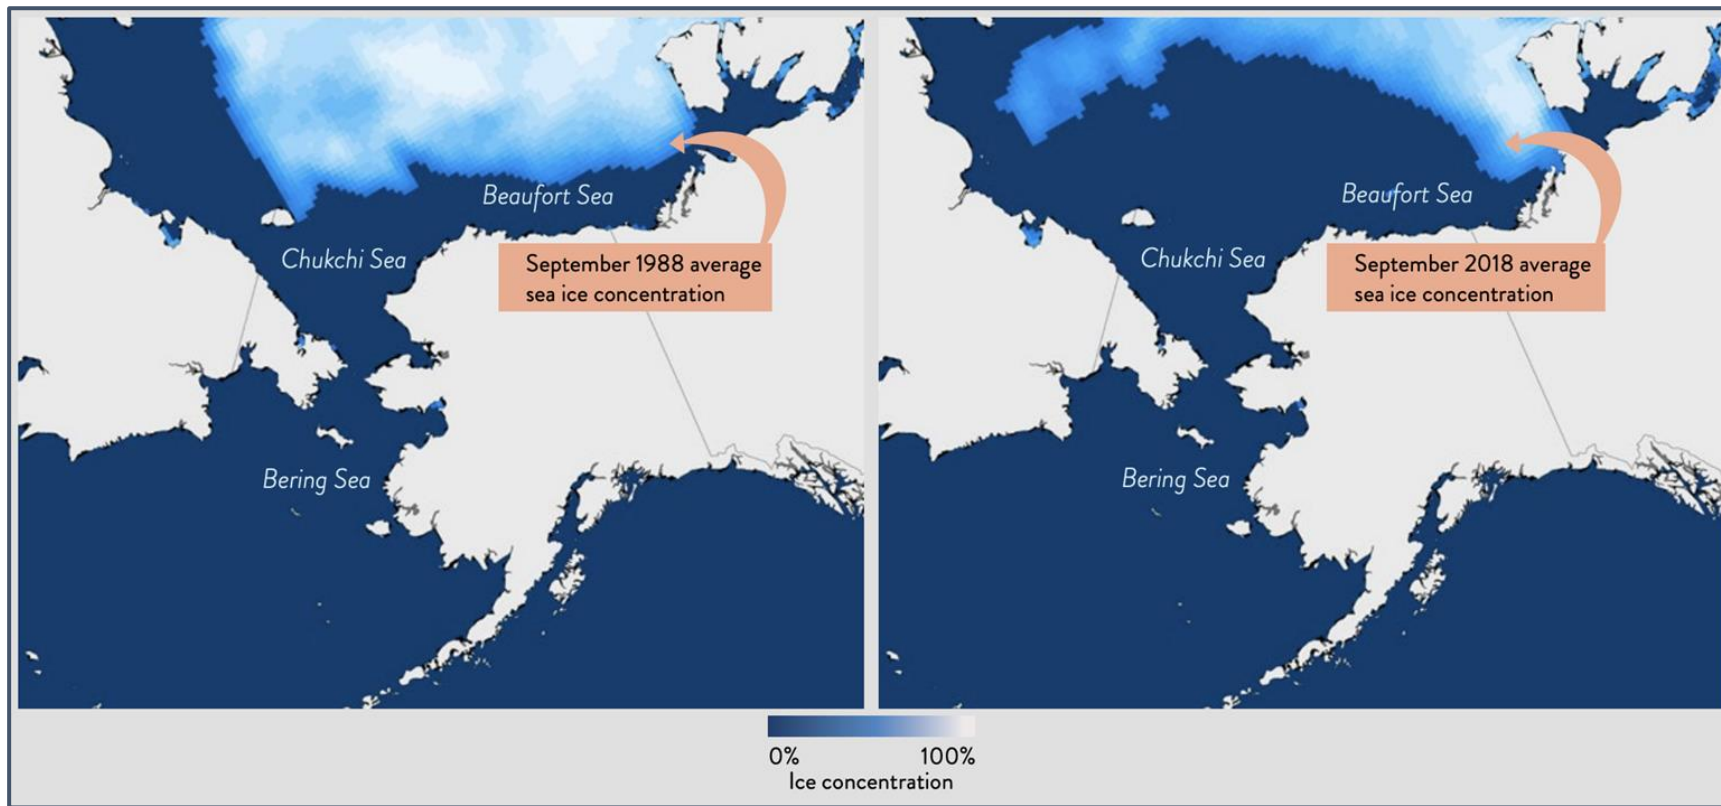 Beaufort Sea
Chukchi Sea
September 1988 average
sea ice concentration
Bering Sea
Beaufort Sea
Chukchi Sea
September 2018 average
sea ice concentration
Bering Sea
0% 100%
Ice concentration